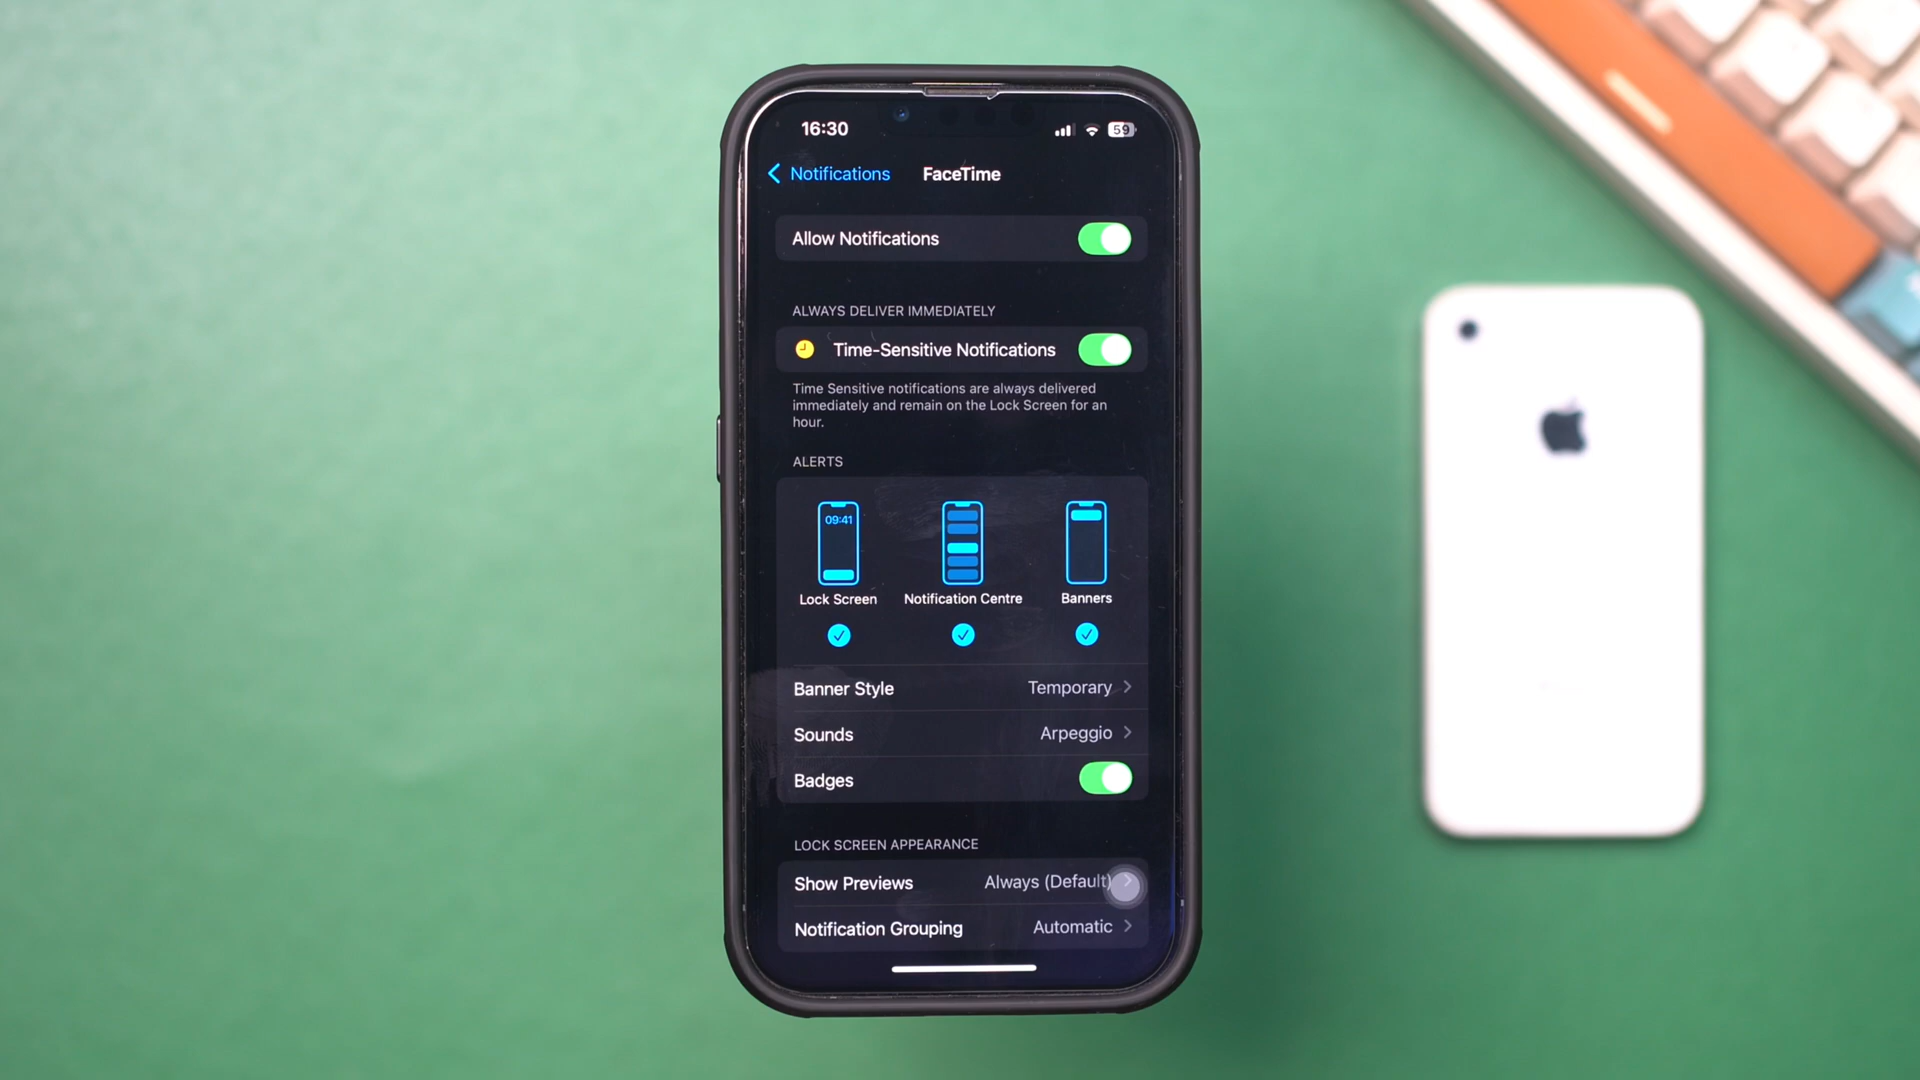 16:30
59
Notifications
FaceTime
Allow Notifications
ALWAYS DELIVER IMMEDIATELY
Time-Sensitive Notifications
Time Sensitive notifications are always delivered
immediately and remain on the Lock Screen for an
hour.
ALERTS
09:41
Lock Screen
Notification Centre
Banners
Banner Style
Temporary
Sounds
Arpeggio
Badges
LOCK SCREEN APPEARANCE
Show Previews
Always (Default)
Notification Grouping
Automatic